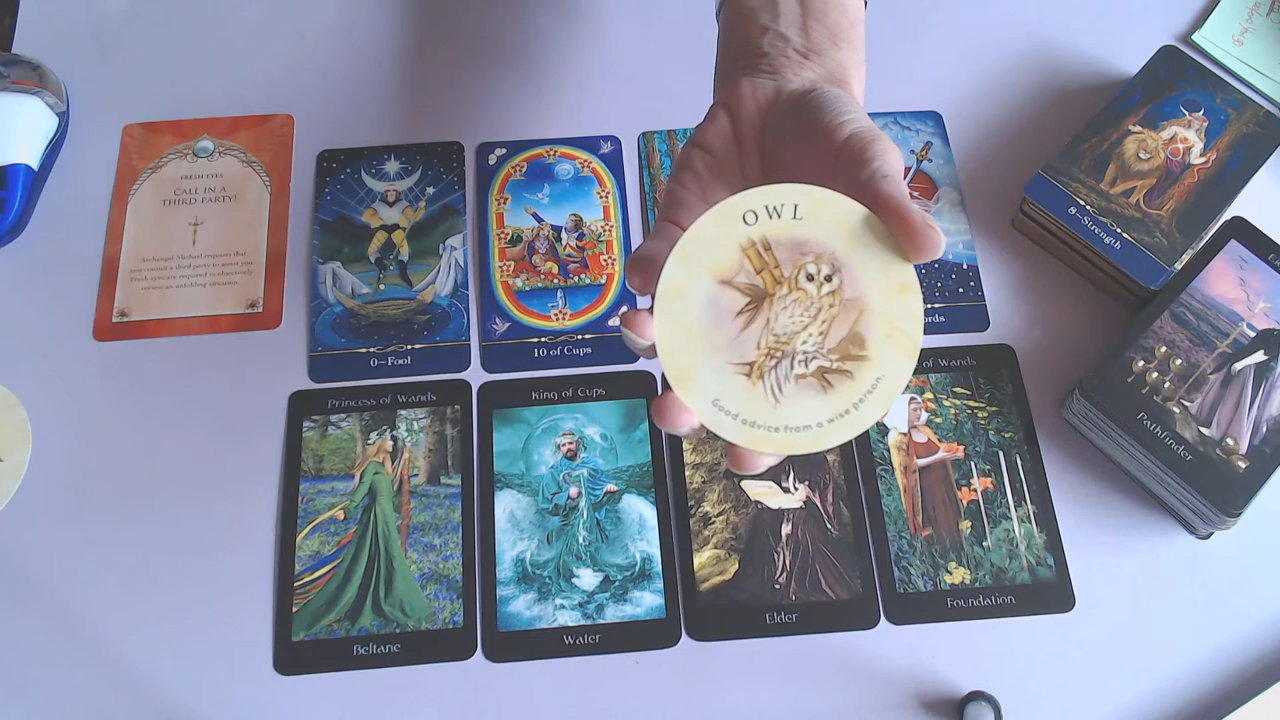 FRESH EYES
CALL IN A
THIRD PARTY!
Archangel Michael requests that
you consult a third party to assist you.
Fresh eyes are required to objectively
review an unfolding situation.
0~Fool
10 of Cups
OWL
Good advice from a wise person.
ords
8~Strength
Pathfinder
Princess of Wands
Beltane
King of Cups
Water
Elder
of Wands
Foundation